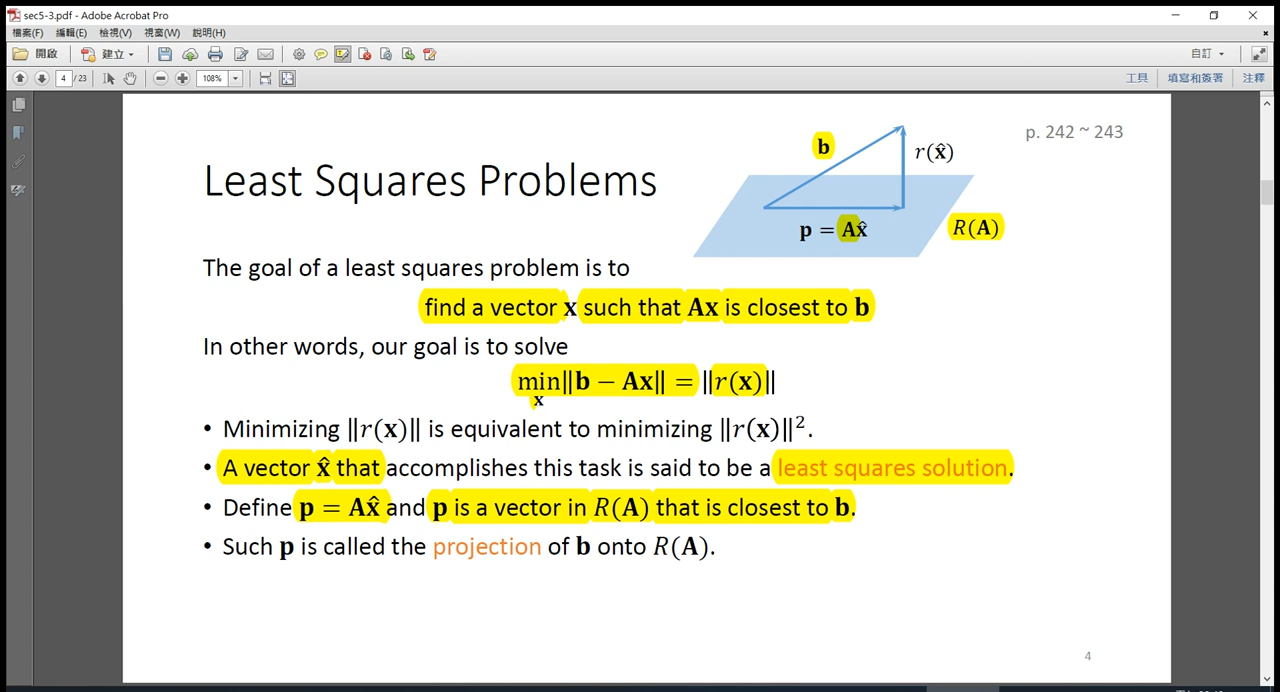 sec5-3.pdf - Adobe Acrobat Pro
檔案(F) 編輯(E) 檢視(V) 視窗(W) 說明(H)
開啟 建立 自訂
4 / 23 108% 工具 填寫和簽署 注釋
p. 242 ~ 243
b r(x̂)
Least Squares Problems
p = Ax̂ R(A)
The goal of a least squares problem is to
find a vector x such that Ax is closest to b
In other words, our goal is to solve
min‖b − Ax‖ = ‖r(x)‖
x
• Minimizing ‖r(x)‖ is equivalent to minimizing ‖r(x)‖².
• A vector x̂ that accomplishes this task is said to be a least squares solution.
• Define p = Ax̂ and p is a vector in R(A) that is closest to b.
• Such p is called the projection of b onto R(A).
4